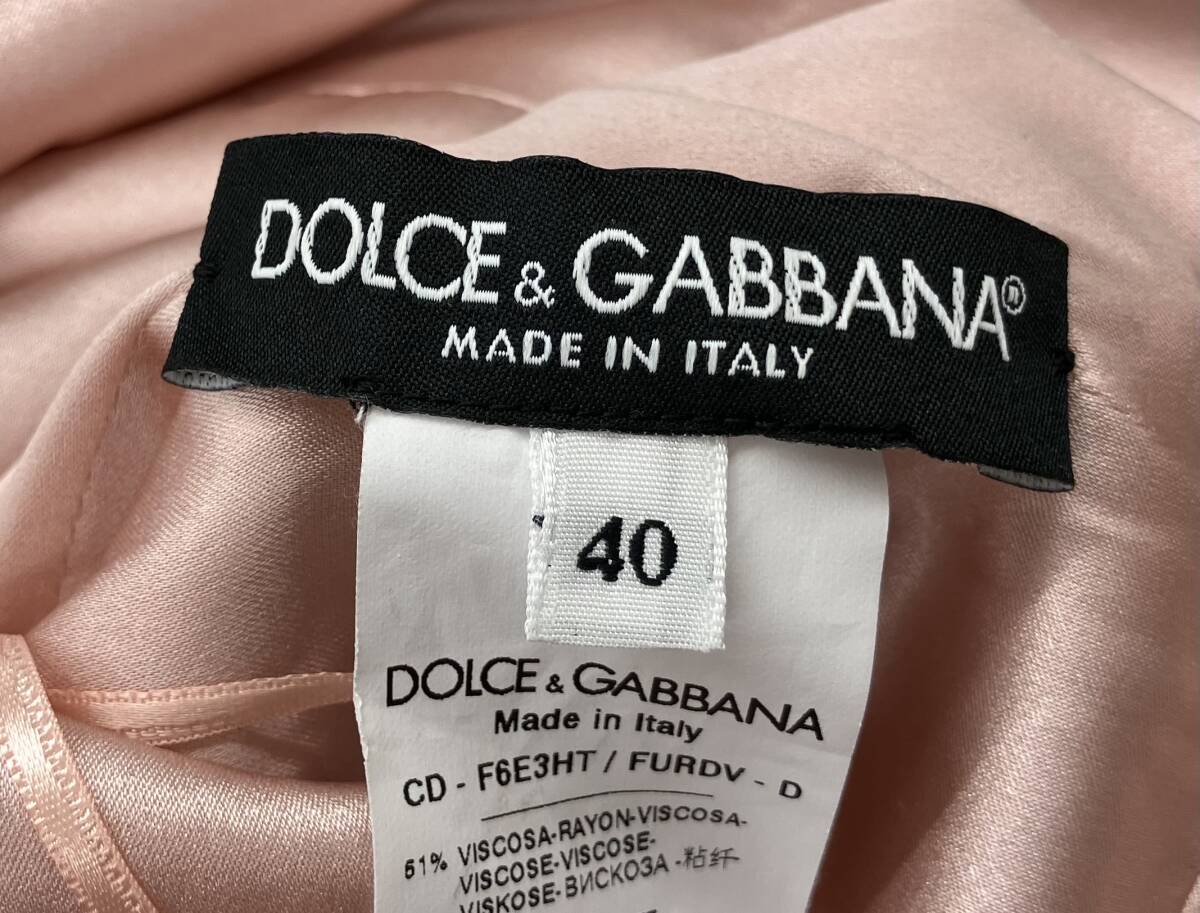 DOLCE & GABBANA®
MADE IN ITALY
40
DOLCE & GABBANA
Made in Italy
CD - F6E3HT / FURDV - D
51% VISCOSA-RAYON-VISCOSA-
VISCOSE-VISCOSE-
VISKOSE-ВИСКОЗА-粘纤